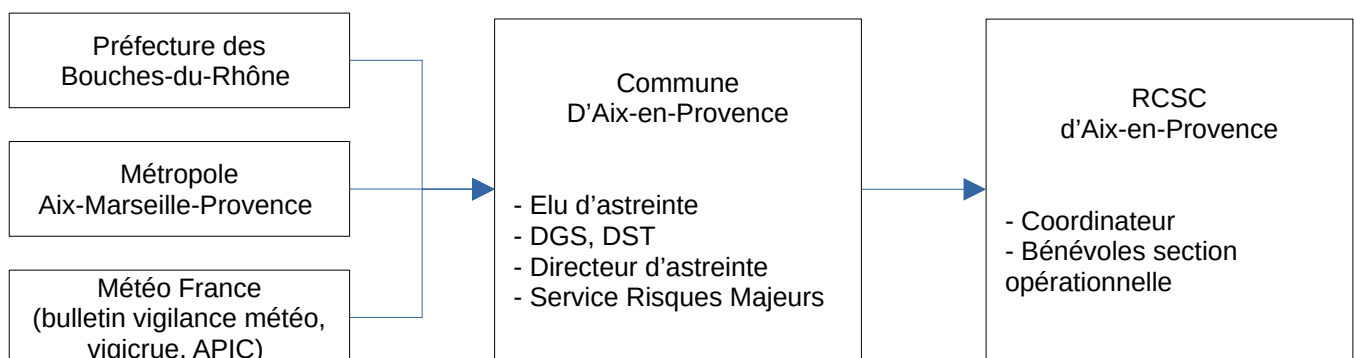 Préfecture des
Bouches-du-Rhône
Métropole
Aix-Marseille-Provence
Météo France
(bulletin vigilance météo,
vigicrue, APIC)
Commune
D’Aix-en-Provence
- Elu d’astreinte
- DGS, DST
- Directeur d’astreinte
- Service Risques Majeurs
RCSC
d’Aix-en-Provence
- Coordinateur
- Bénévoles section
opérationnelle